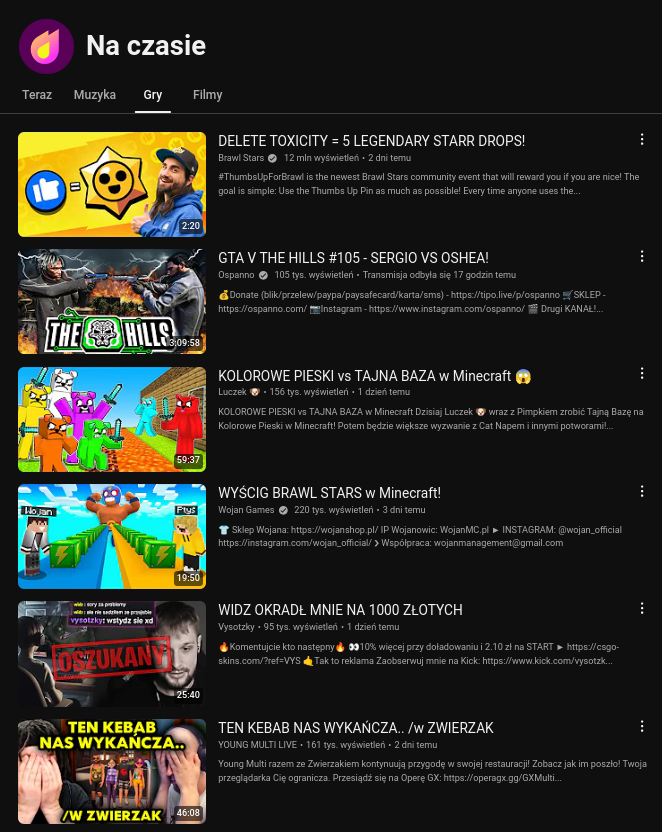 Na czasie
Teraz Muzyka Gry Filmy
2:20
DELETE TOXICITY = 5 LEGENDARY STARR DROPS!
Brawl Stars 12 mln wyświetleń • 2 dni temu
#ThumbsUpForBrawl is the newest Brawl Stars community event that will reward you if you are nice! The
goal is simple: Use the Thumbs Up Pin as much as possible! Every time anyone uses the...
THE HILLS
3:09:58
GTA V THE HILLS #105 - SERGIO VS OSHEA!
Ospanno 105 tys. wyświetleń • Transmisja odbyła się 17 godzin temu
💰Donate (blik/przelew/paypa/paysafecard/karta/sms) - https://tipo.live/p/ospanno 🛒SKLEP -
https://ospanno.com/ 📷Instagram - https://www.instagram.com/ospanno/ 🎬 Drugi KANAŁ!...
59:37
KOLOROWE PIESKI vs TAJNA BAZA w Minecraft 😱
Luczek 🐶 • 156 tys. wyświetleń • 1 dzień temu
KOLOROWE PIESKI vs TAJNA BAZA w Minecraft Dzisiaj Luczek 🐶 wraz z Pimpkiem zrobić Tajną Bazę na
Kolorowe Pieski w Minecraft! Potem będzie większe wyzwanie z Cat Napem i innymi potworami!...
Wojan
Ftys
19:50
WYŚCIG BRAWL STARS w Minecraft!
Wojan Games 220 tys. wyświetleń • 3 dni temu
👕 Sklep Wojana: https://wojanshop.pl/ IP Wojanowic: WojanMC.pl ► INSTAGRAM: @wojan_official
https://instagram.com/wojan_official/ ❯ Współpraca: wojanmanagement@gmail.com
: sory za problemy
: ale nie sadzilem ze przyjebie
vysotzky: wstydz sie xd
OSZUKANY
25:40
WIDZ OKRADŁ MNIE NA 1000 ZŁOTYCH
Vysotzky • 95 tys. wyświetleń • 1 dzień temu
🔥Komentujcie kto następny🔥 👀10% więcej przy doładowaniu i 2.10 zł na START ► https://csgo-
skins.com/?ref=VYS 🤙Tak to reklama Zaobserwuj mnie na Kick: https://www.kick.com/vysotzk...
TEN KEBAB
NAS WYKAŃCZA..
/W ZWIERZAK
46:08
TEN KEBAB NAS WYKAŃCZA.. /w ZWIERZAK
YOUNG MULTI LIVE • 161 tys. wyświetleń • 2 dni temu
Young Multi razem ze Zwierzakiem kontynuują przygodę w swojej restauracji! Zobacz jak im poszło! Twoja
przeglądarka Cię ogranicza. Przesiądź się na Operę GX: https://operagx.gg/GXMulti...